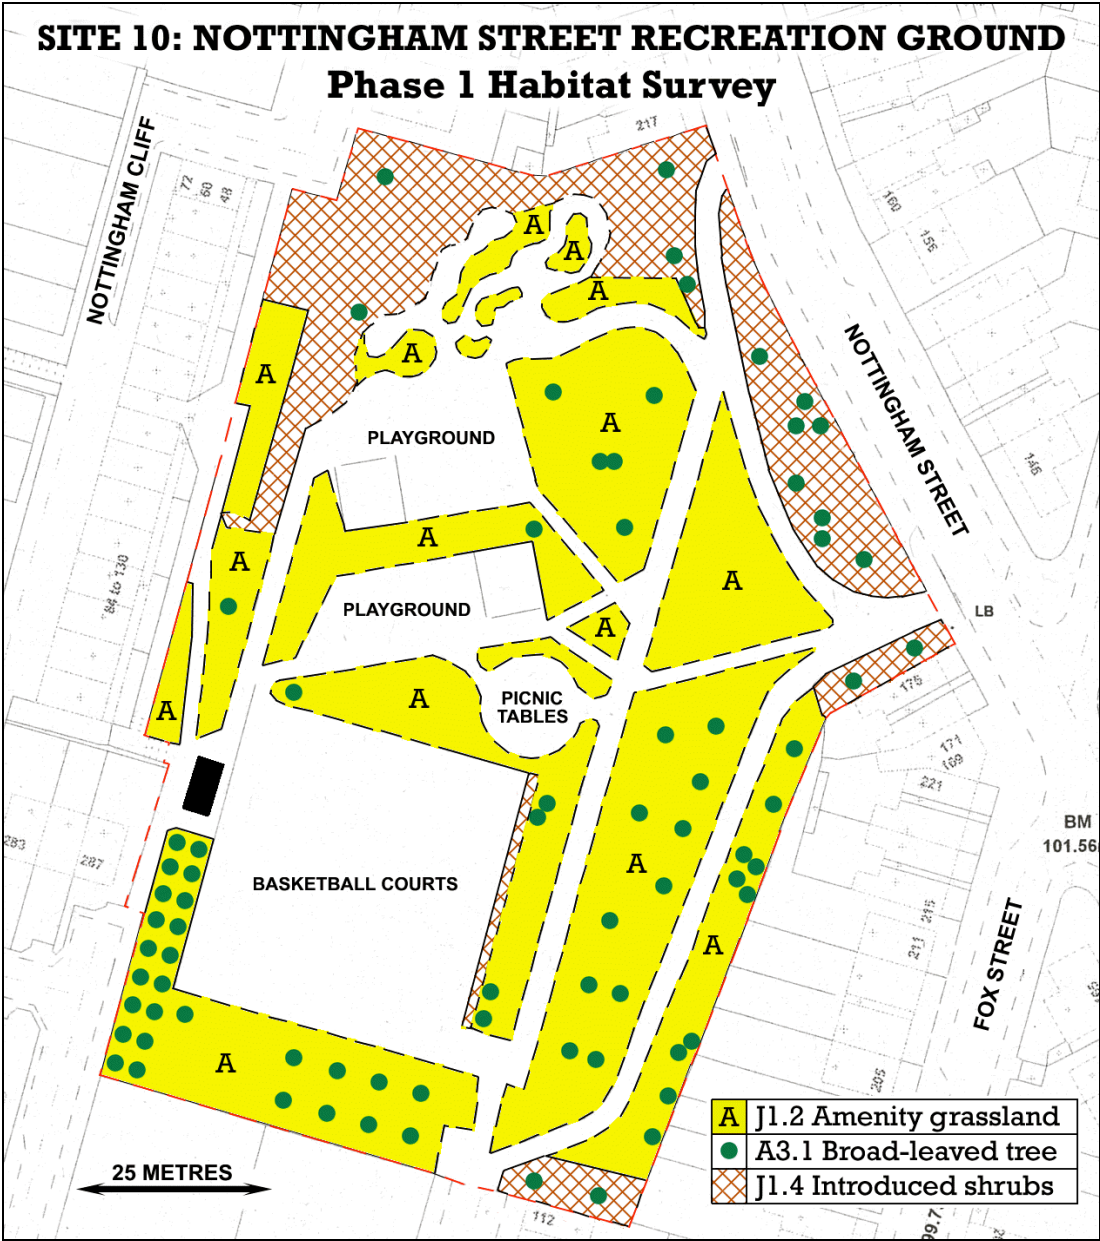 SITE 10: NOTTINGHAM STREET RECREATION GROUND
Phase 1 Habitat Survey
217
NOTTINGHAM CLIFF
72
60
48
160
156
A
A
A
A
A
NOTTINGHAM STREET
PLAYGROUND
A
146
A
A
84 to 130
A
PLAYGROUND
LB
A
175
A
PICNIC
TABLES
A
171
169
221
BM
101.56
283
287
BASKETBALL COURTS
A
215
211
A
FOX STREET
A
205
25 METRES
A J1.2 Amenity grassland
A3.1 Broad-leaved tree
J1.4 Introduced shrubs
112
99.7